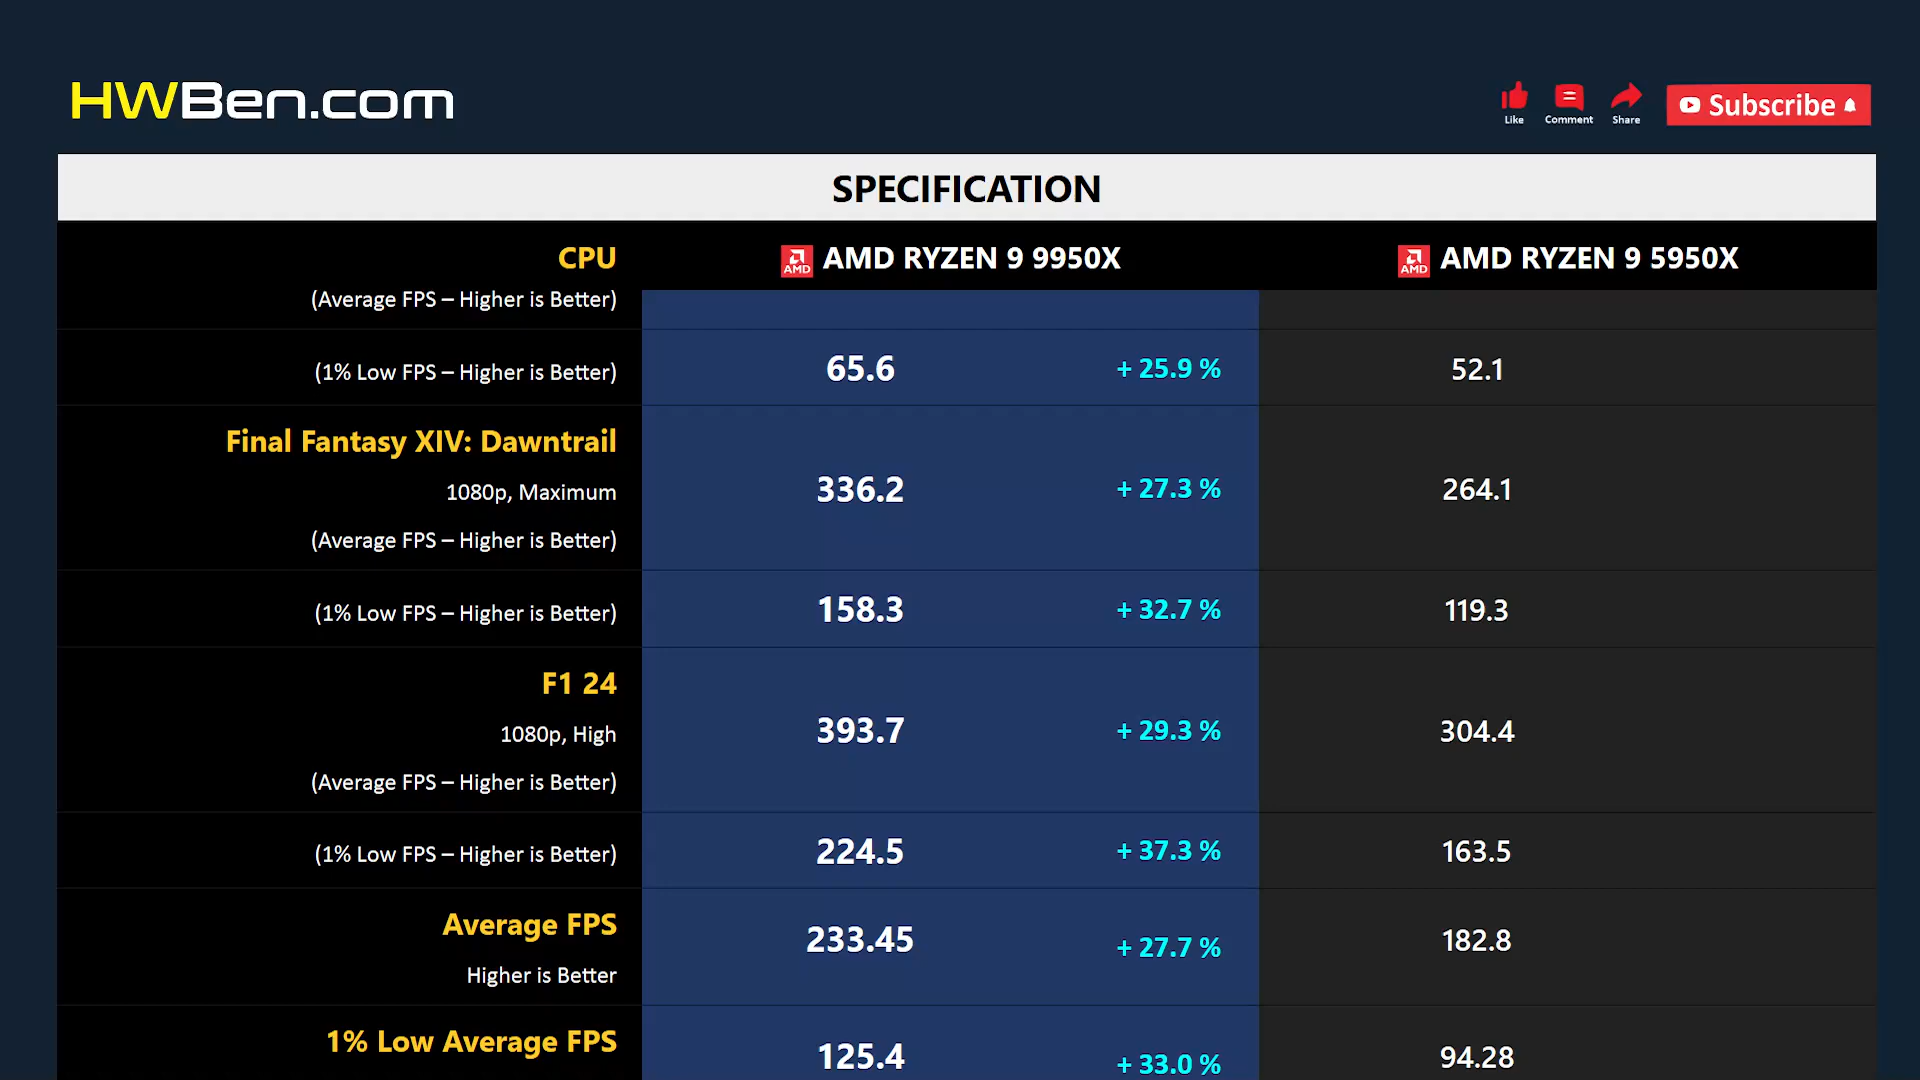 HWBen.com
Like
Comment
Share
Subscribe
SPECIFICATION
CPU
AMD AMD RYZEN 9 9950X
AMD AMD RYZEN 9 5950X
(Average FPS – Higher is Better)
(1% Low FPS – Higher is Better)
65.6
+ 25.9 %
52.1
Final Fantasy XIV: Dawntrail
1080p, Maximum
(Average FPS – Higher is Better)
336.2
+ 27.3 %
264.1
(1% Low FPS – Higher is Better)
158.3
+ 32.7 %
119.3
F1 24
1080p, High
(Average FPS – Higher is Better)
393.7
+ 29.3 %
304.4
(1% Low FPS – Higher is Better)
224.5
+ 37.3 %
163.5
Average FPS
Higher is Better
233.45
+ 27.7 %
182.8
1% Low Average FPS
125.4
+ 33.0 %
94.28